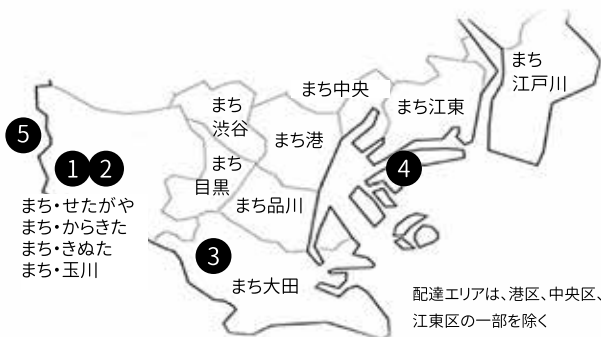 まち
江戸川
まち中央
まち
渋谷
まち江東
まち港
5
まち
目黒
4
1 2
まち・せたがや
まち・からきた
まち・きぬた
まち・玉川
まち品川
3
まち大田
配達エリアは、港区、中央区、
江東区の一部を除く